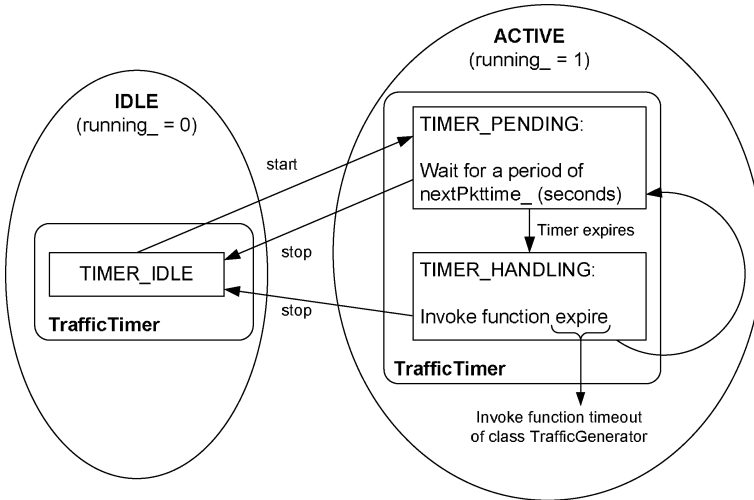 ACTIVE
(running_ = 1)
IDLE
(running_ = 0)
start
TIMER_PENDING:
Wait for a period of
nextPkttime_ (seconds)
Timer expires
stop
TIMER_IDLE
TrafficTimer
stop
TIMER_HANDLING:
Invoke function expire
TrafficTimer
Invoke function timeout
of class TrafficGenerator